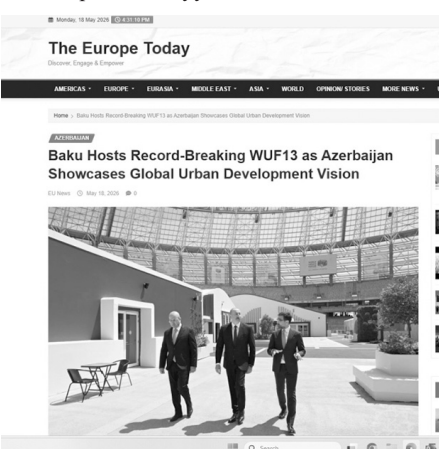 Monday, 18 May 2026 4:31:16 PM
The Europe Today
Discover, Engage & Empower
AMERICAS EUROPE EURASIA MIDDLE EAST ASIA WORLD OPINION/ STORIES MORE NEWS
Home > Baku Hosts Record-Breaking WUF13 as Azerbaijan Showcases Global Urban Development Vision
AZERBAIJAN
Baku Hosts Record-Breaking WUF13 as Azerbaijan
Showcases Global Urban Development Vision
EU News May 18, 2026 0
Search